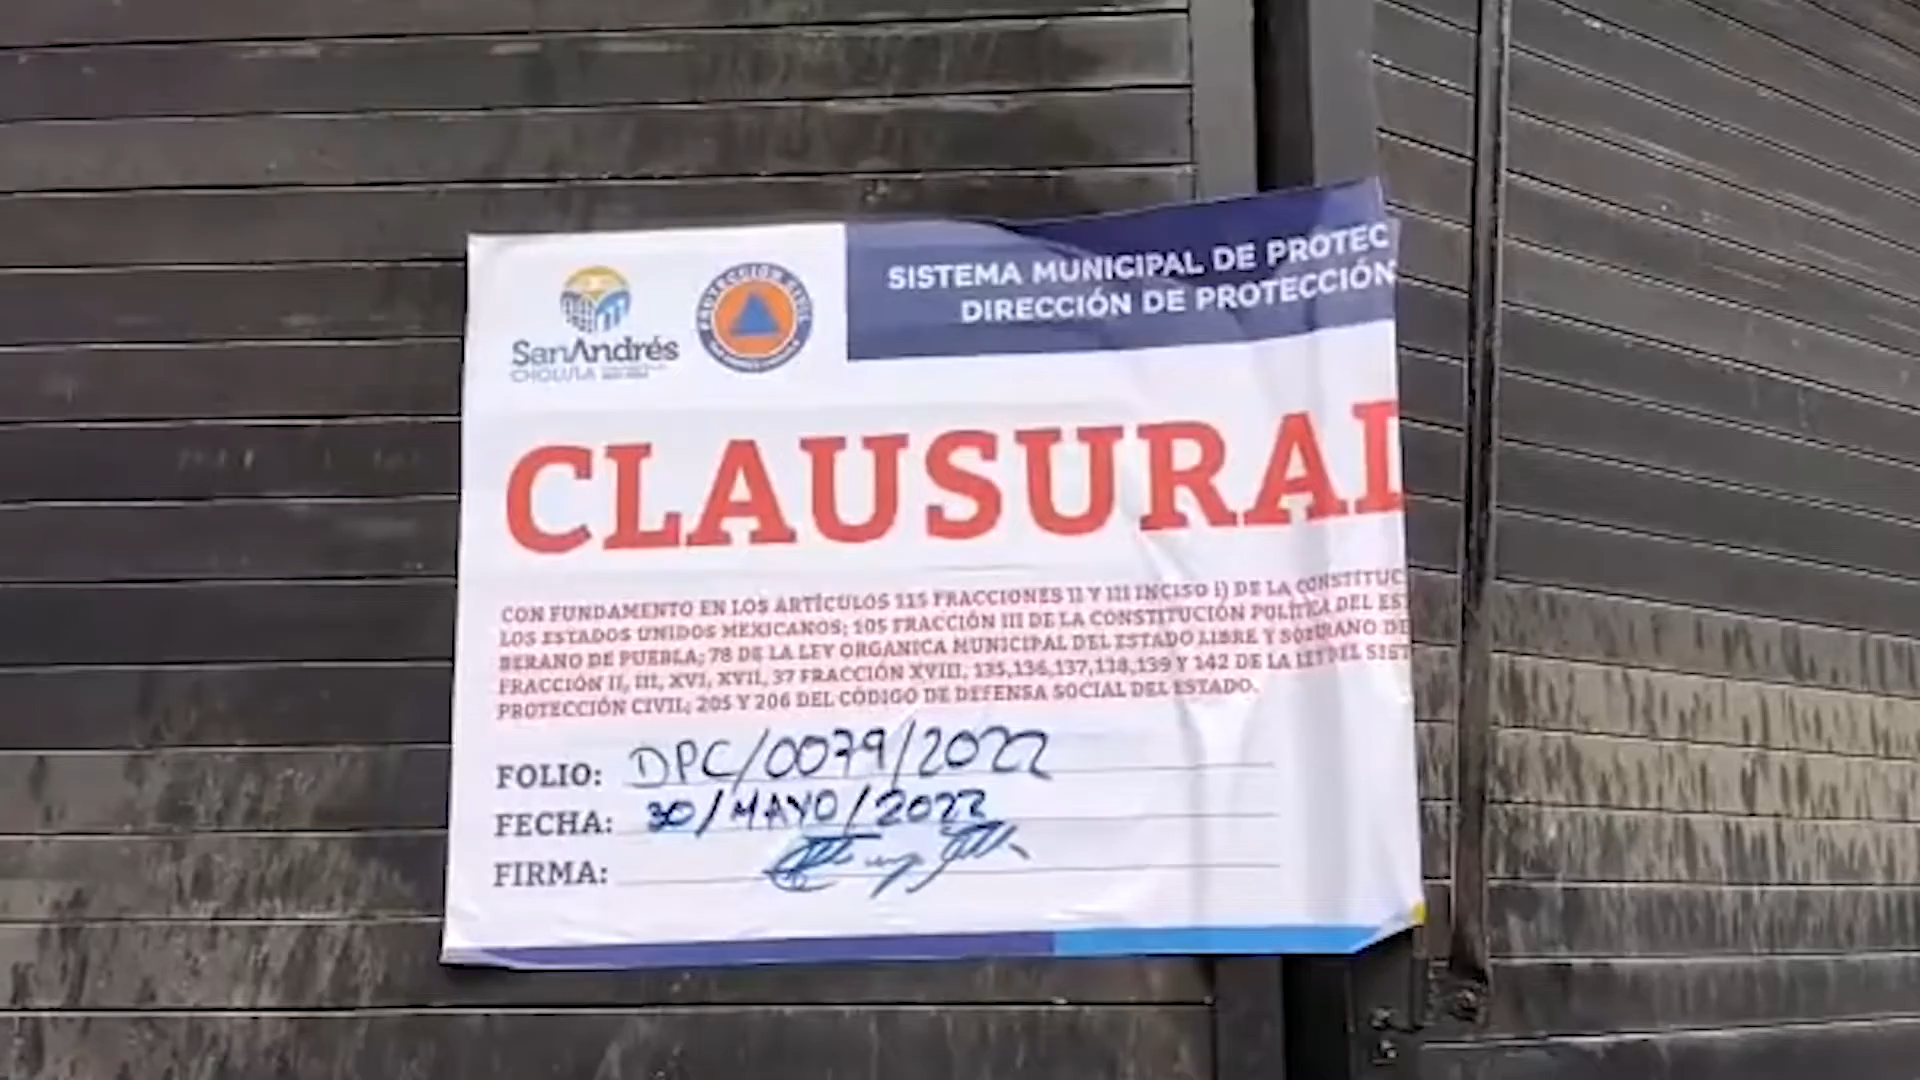 SanAndrés
CHOLULA
PROTECCIÓN CIVIL
SISTEMA MUNICIPAL DE PROTEC
DIRECCIÓN DE PROTECCIÓN
CLAUSURAD
CON FUNDAMENTO EN LOS ARTÍCULOS 115 FRACCIONES II Y III INCISO i) DE LA CONSTITUC
LOS ESTADOS UNIDOS MEXICANOS; 105 FRACCIÓN III DE LA CONSTITUCIÓN POLÍTICA DEL ES
BERANO DE PUEBLA; 78 DE LA LEY ORGANICA MUNICIPAL DEL ESTADO LIBRE Y SOBERANO DE
FRACCIÓN II, III, XVI, XVII, 37 FRACCIÓN XVIII, 135,136,137,138,139 Y 142 DE LA LEY DEL SIST
PROTECCIÓN CIVIL; 205 Y 206 DEL CÓDIGO DE DEFENSA SOCIAL DEL ESTADO.
FOLIO: DPC/0079/2022
FECHA: 30/MAYO/2022
FIRMA: